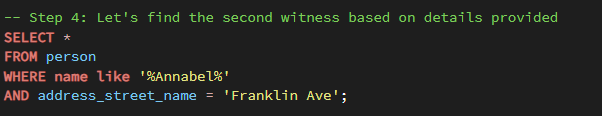 -- Step 4: Let's find the second witness based on details provided
SELECT *
FROM person
WHERE name like '%Annabel%'
AND address_street_name = 'Franklin Ave';